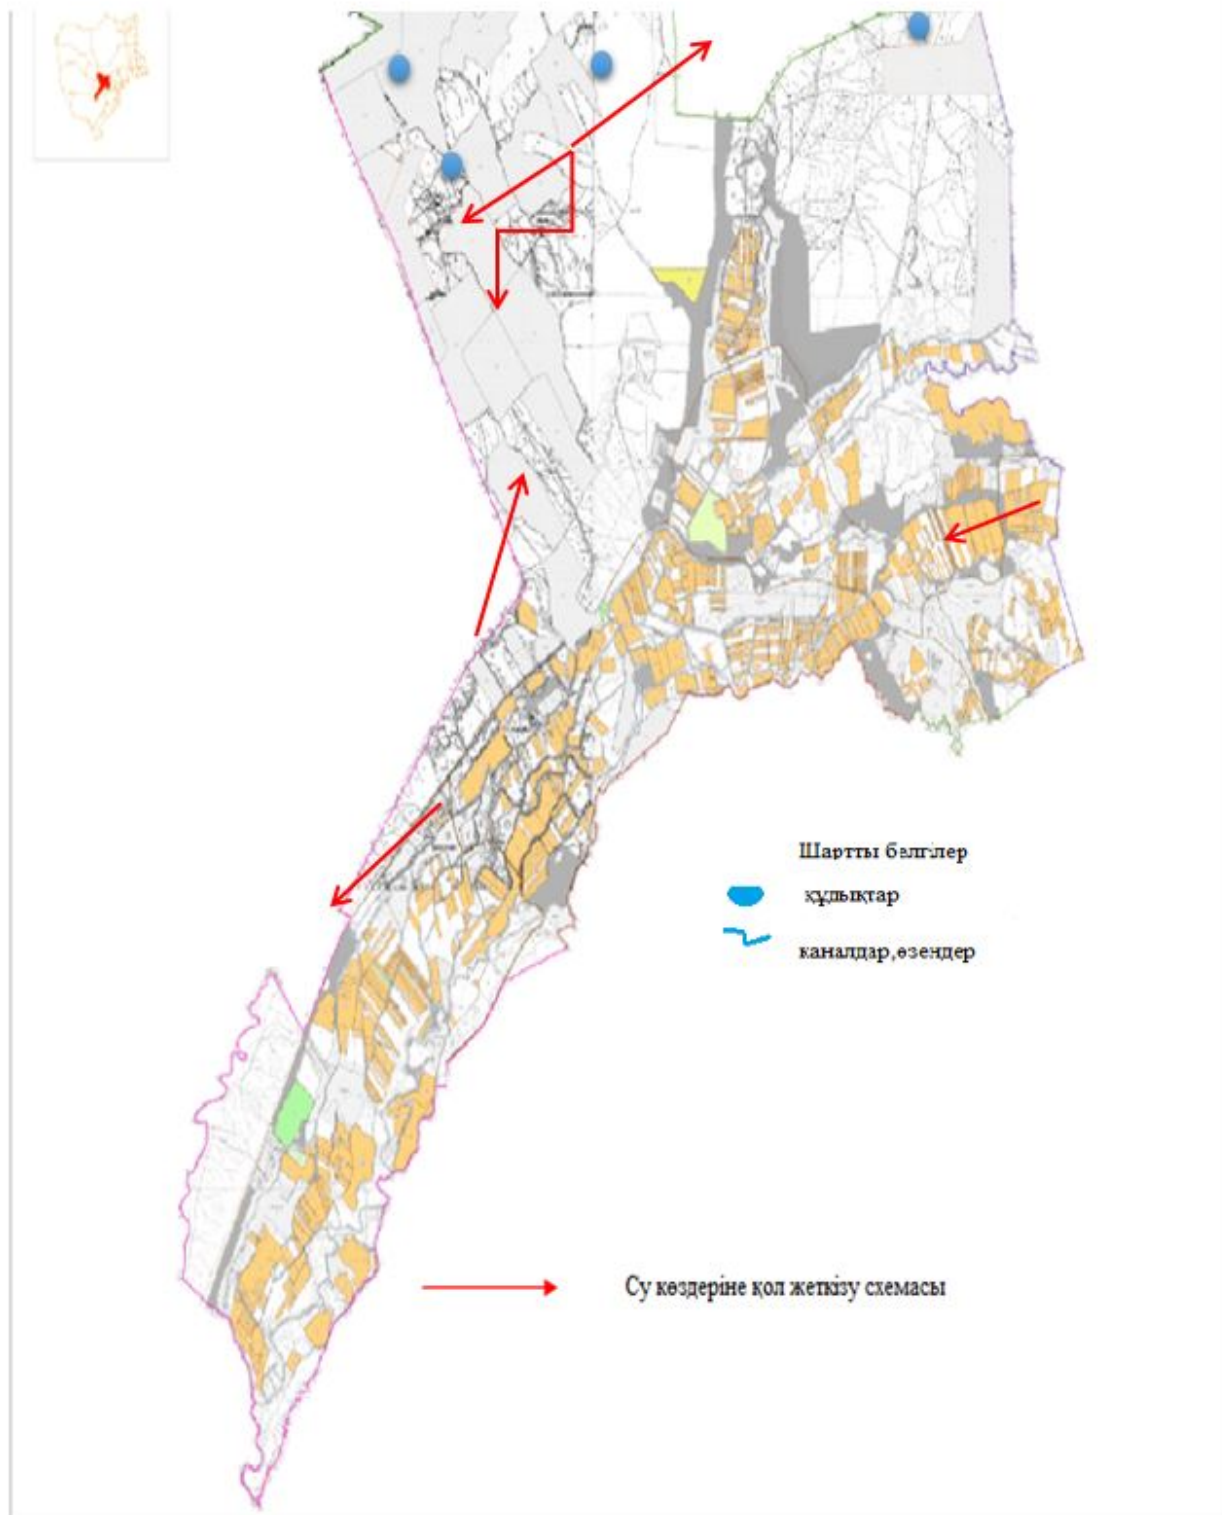 Шартты белгілер
құдықтар
каналдар,өзендер
Су көздеріне қол жеткізу схемасы